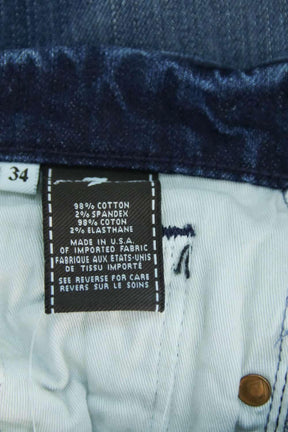 34
98% COTTON
2% SPANDEX
98% COTON
2% ELASTHANE
MADE IN U.S.A.
OF IMPORTED FABRIC
FABRIQUE AUX ETATS-UNIS
DE TISSU IMPORTÉ
SEE REVERSE FOR CARE
REVERS SUR LE SOINS